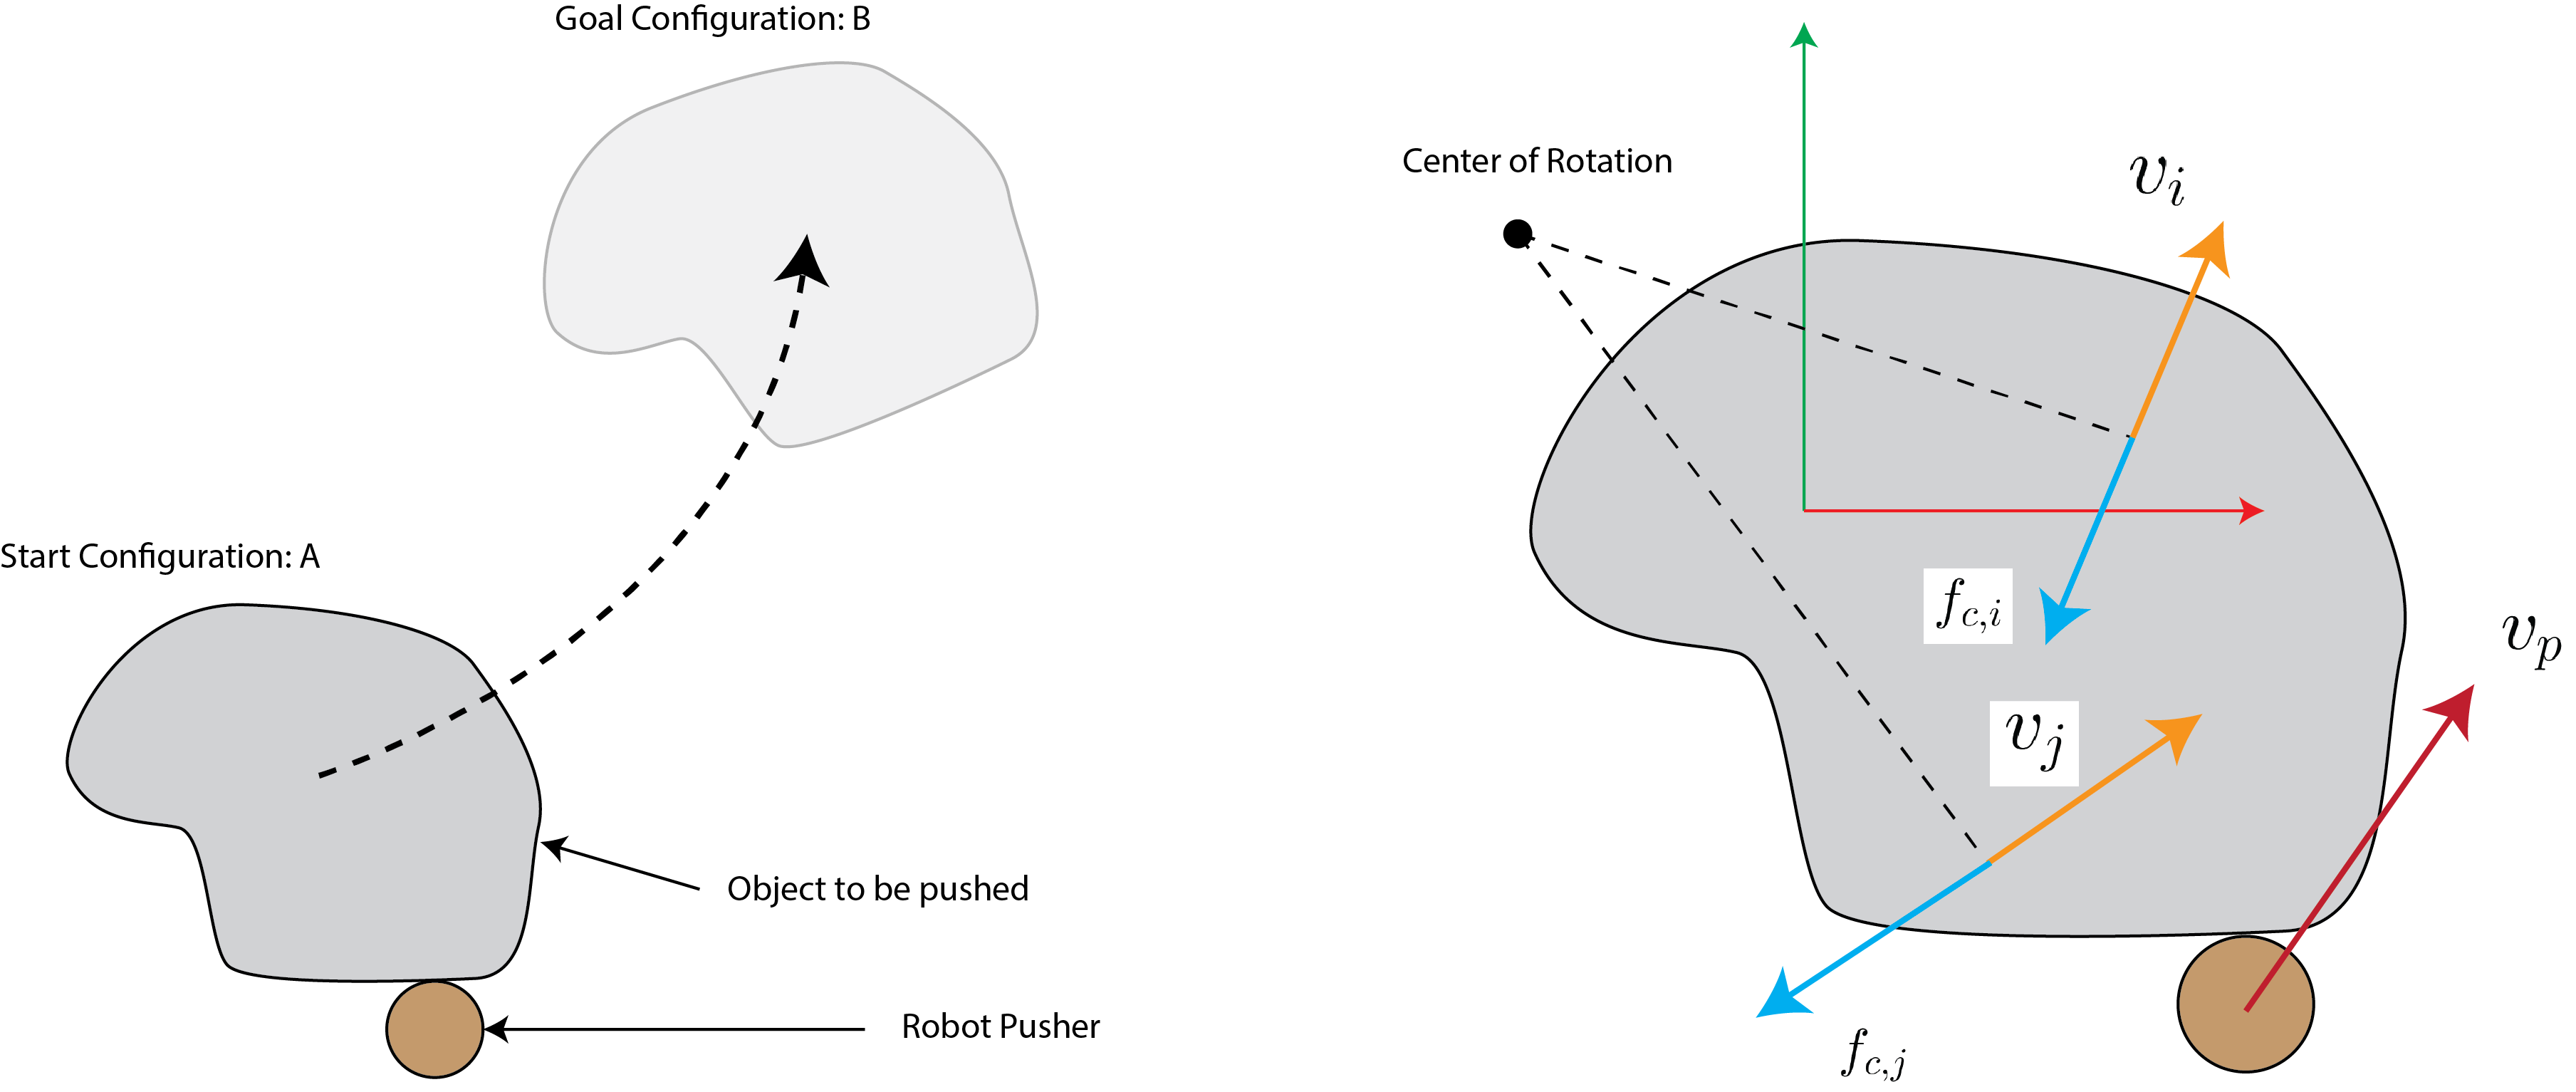 Goal Configuration: B
Start Configuration: A
Object to be pushed
Robot Pusher
Center of Rotation
v_i
f_{c,i}
v_j
v_p
f_{c,j}